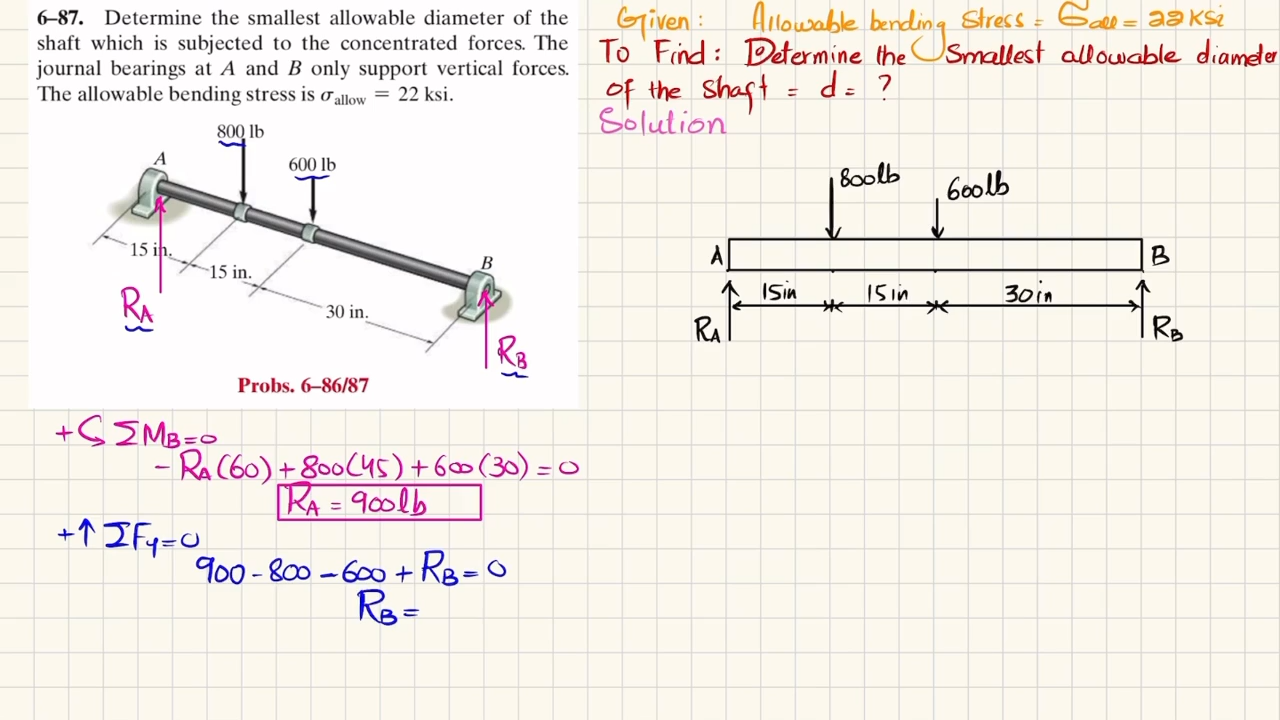 6–87. Determine the smallest allowable diameter of the
shaft which is subjected to the concentrated forces. The
journal bearings at A and B only support vertical forces.
The allowable bending stress is σallow = 22 ksi.
800 lb
A
600 lb
15 in.
15 in.
B
RA
30 in.
RB
Probs. 6–86/87
+ ΣMB=0
- RA(60) + 800(45) + 600(30) = 0
RA = 900lb
+↑ ΣFy=0
900 - 800 - 600 + RB = 0
RB =
Given : Allowable bending Stress = σall = 22 ksi
To Find : Determine the Smallest allowable diameter
of the Shaft = d = ?
Solution
800lb
600lb
A
B
15in
15in
30in
RA
RB